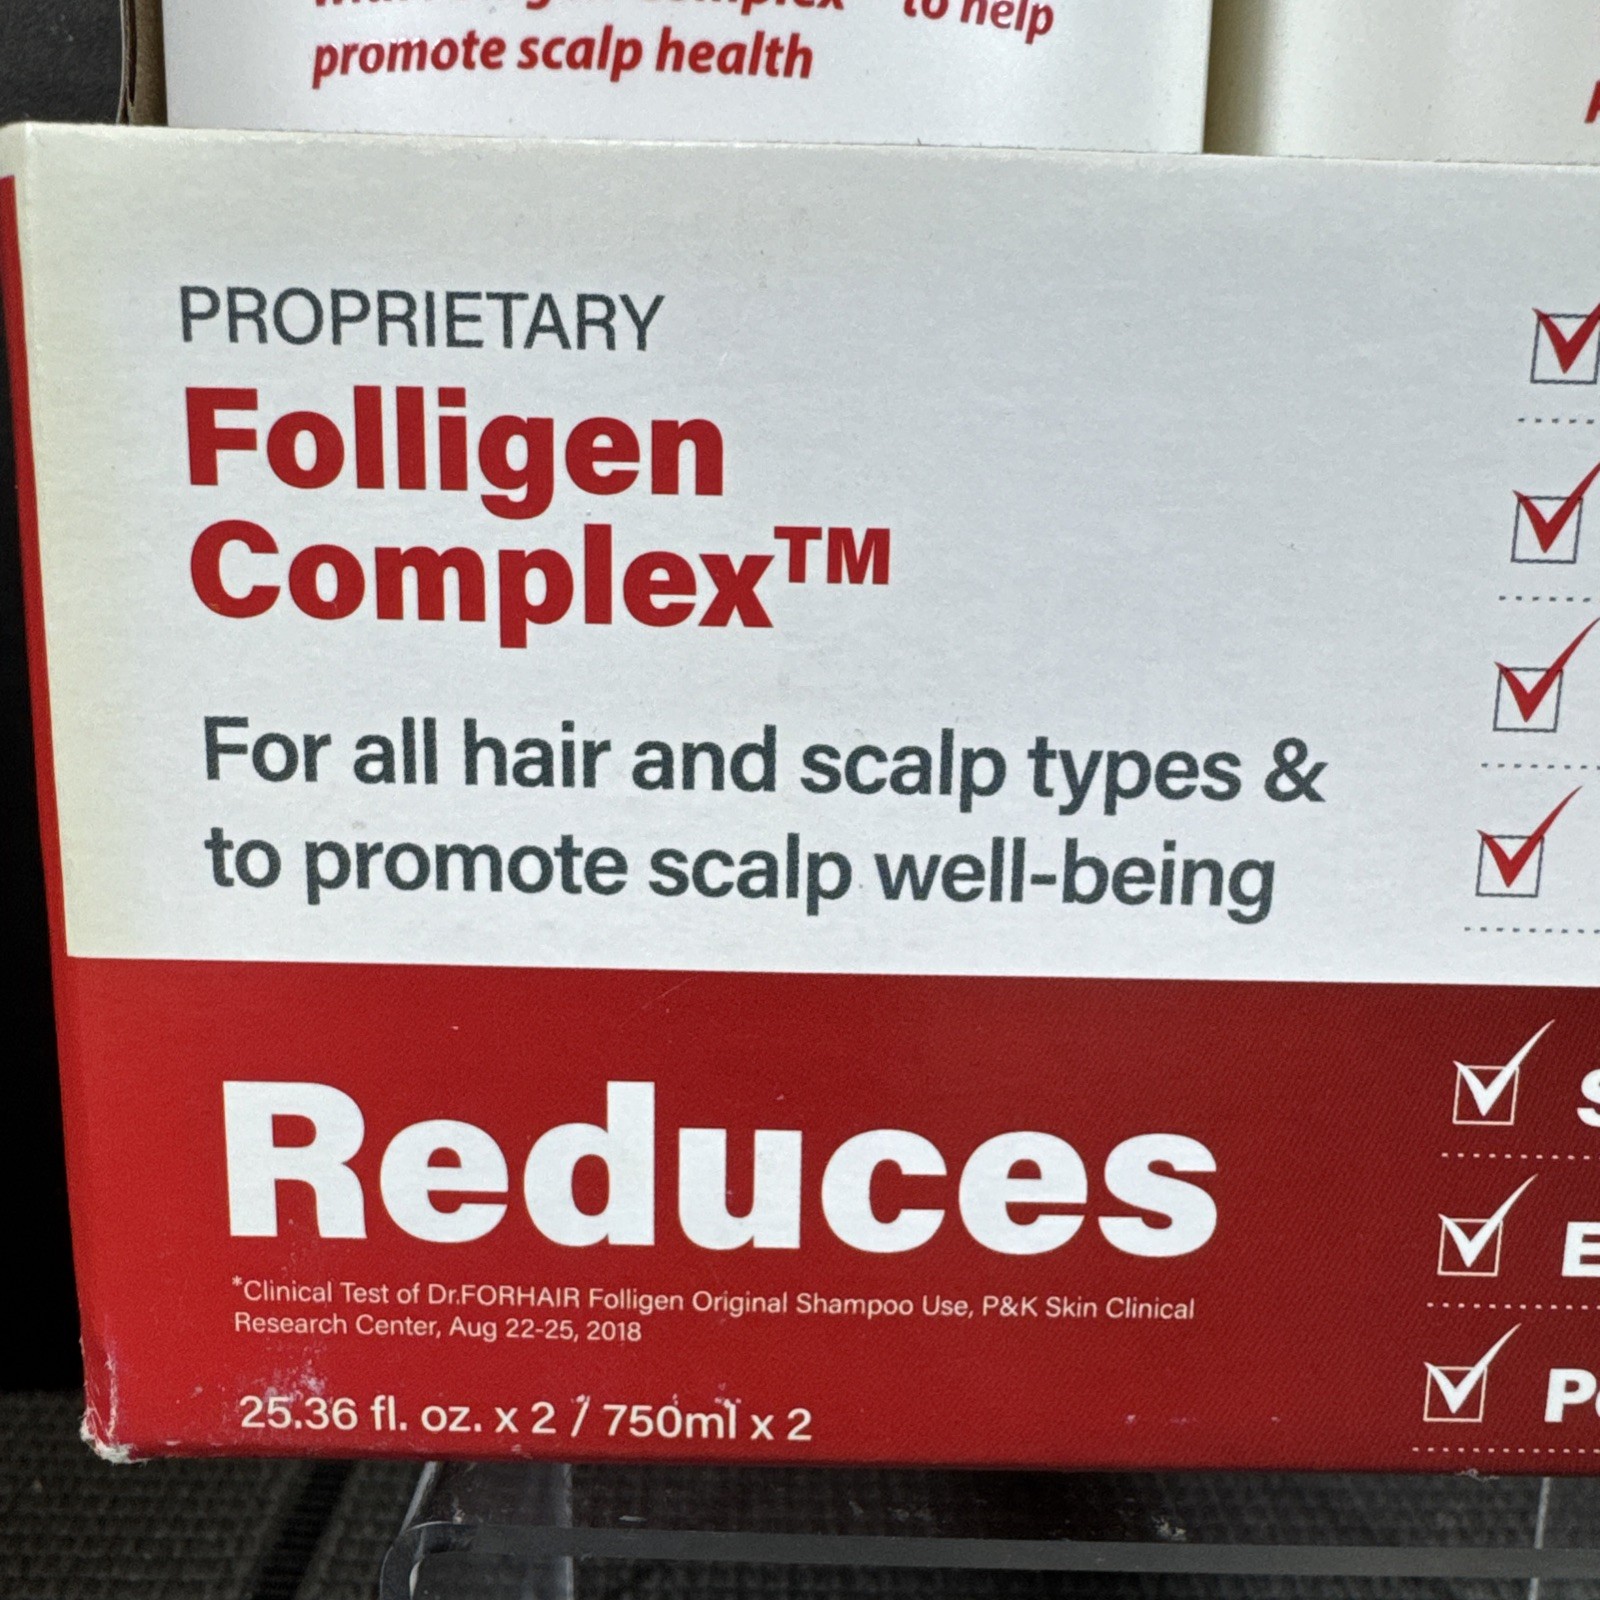 to help
promote scalp health
PROPRIETARY
Folligen
Complex™
For all hair and scalp types &
to promote scalp well-being
Reduces
*Clinical Test of Dr.FORHAIR Folligen Original Shampoo Use, P&K Skin Clinical
Research Center, Aug 22-25, 2018
25.36 fl. oz. x 2 / 750ml x 2